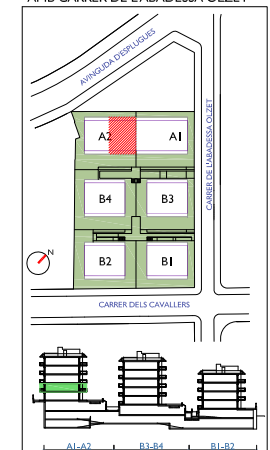 AMB CARRER DE L'ABADESSA OLZET
AVINGUDA D'ESPLUGUES
CARRER DE L'ABADESSA OLZET
A2
A1
B4
B3
B2
B1
N
CARRER DELS CAVALLERS
A1-A2
B3-B4
B1-B2